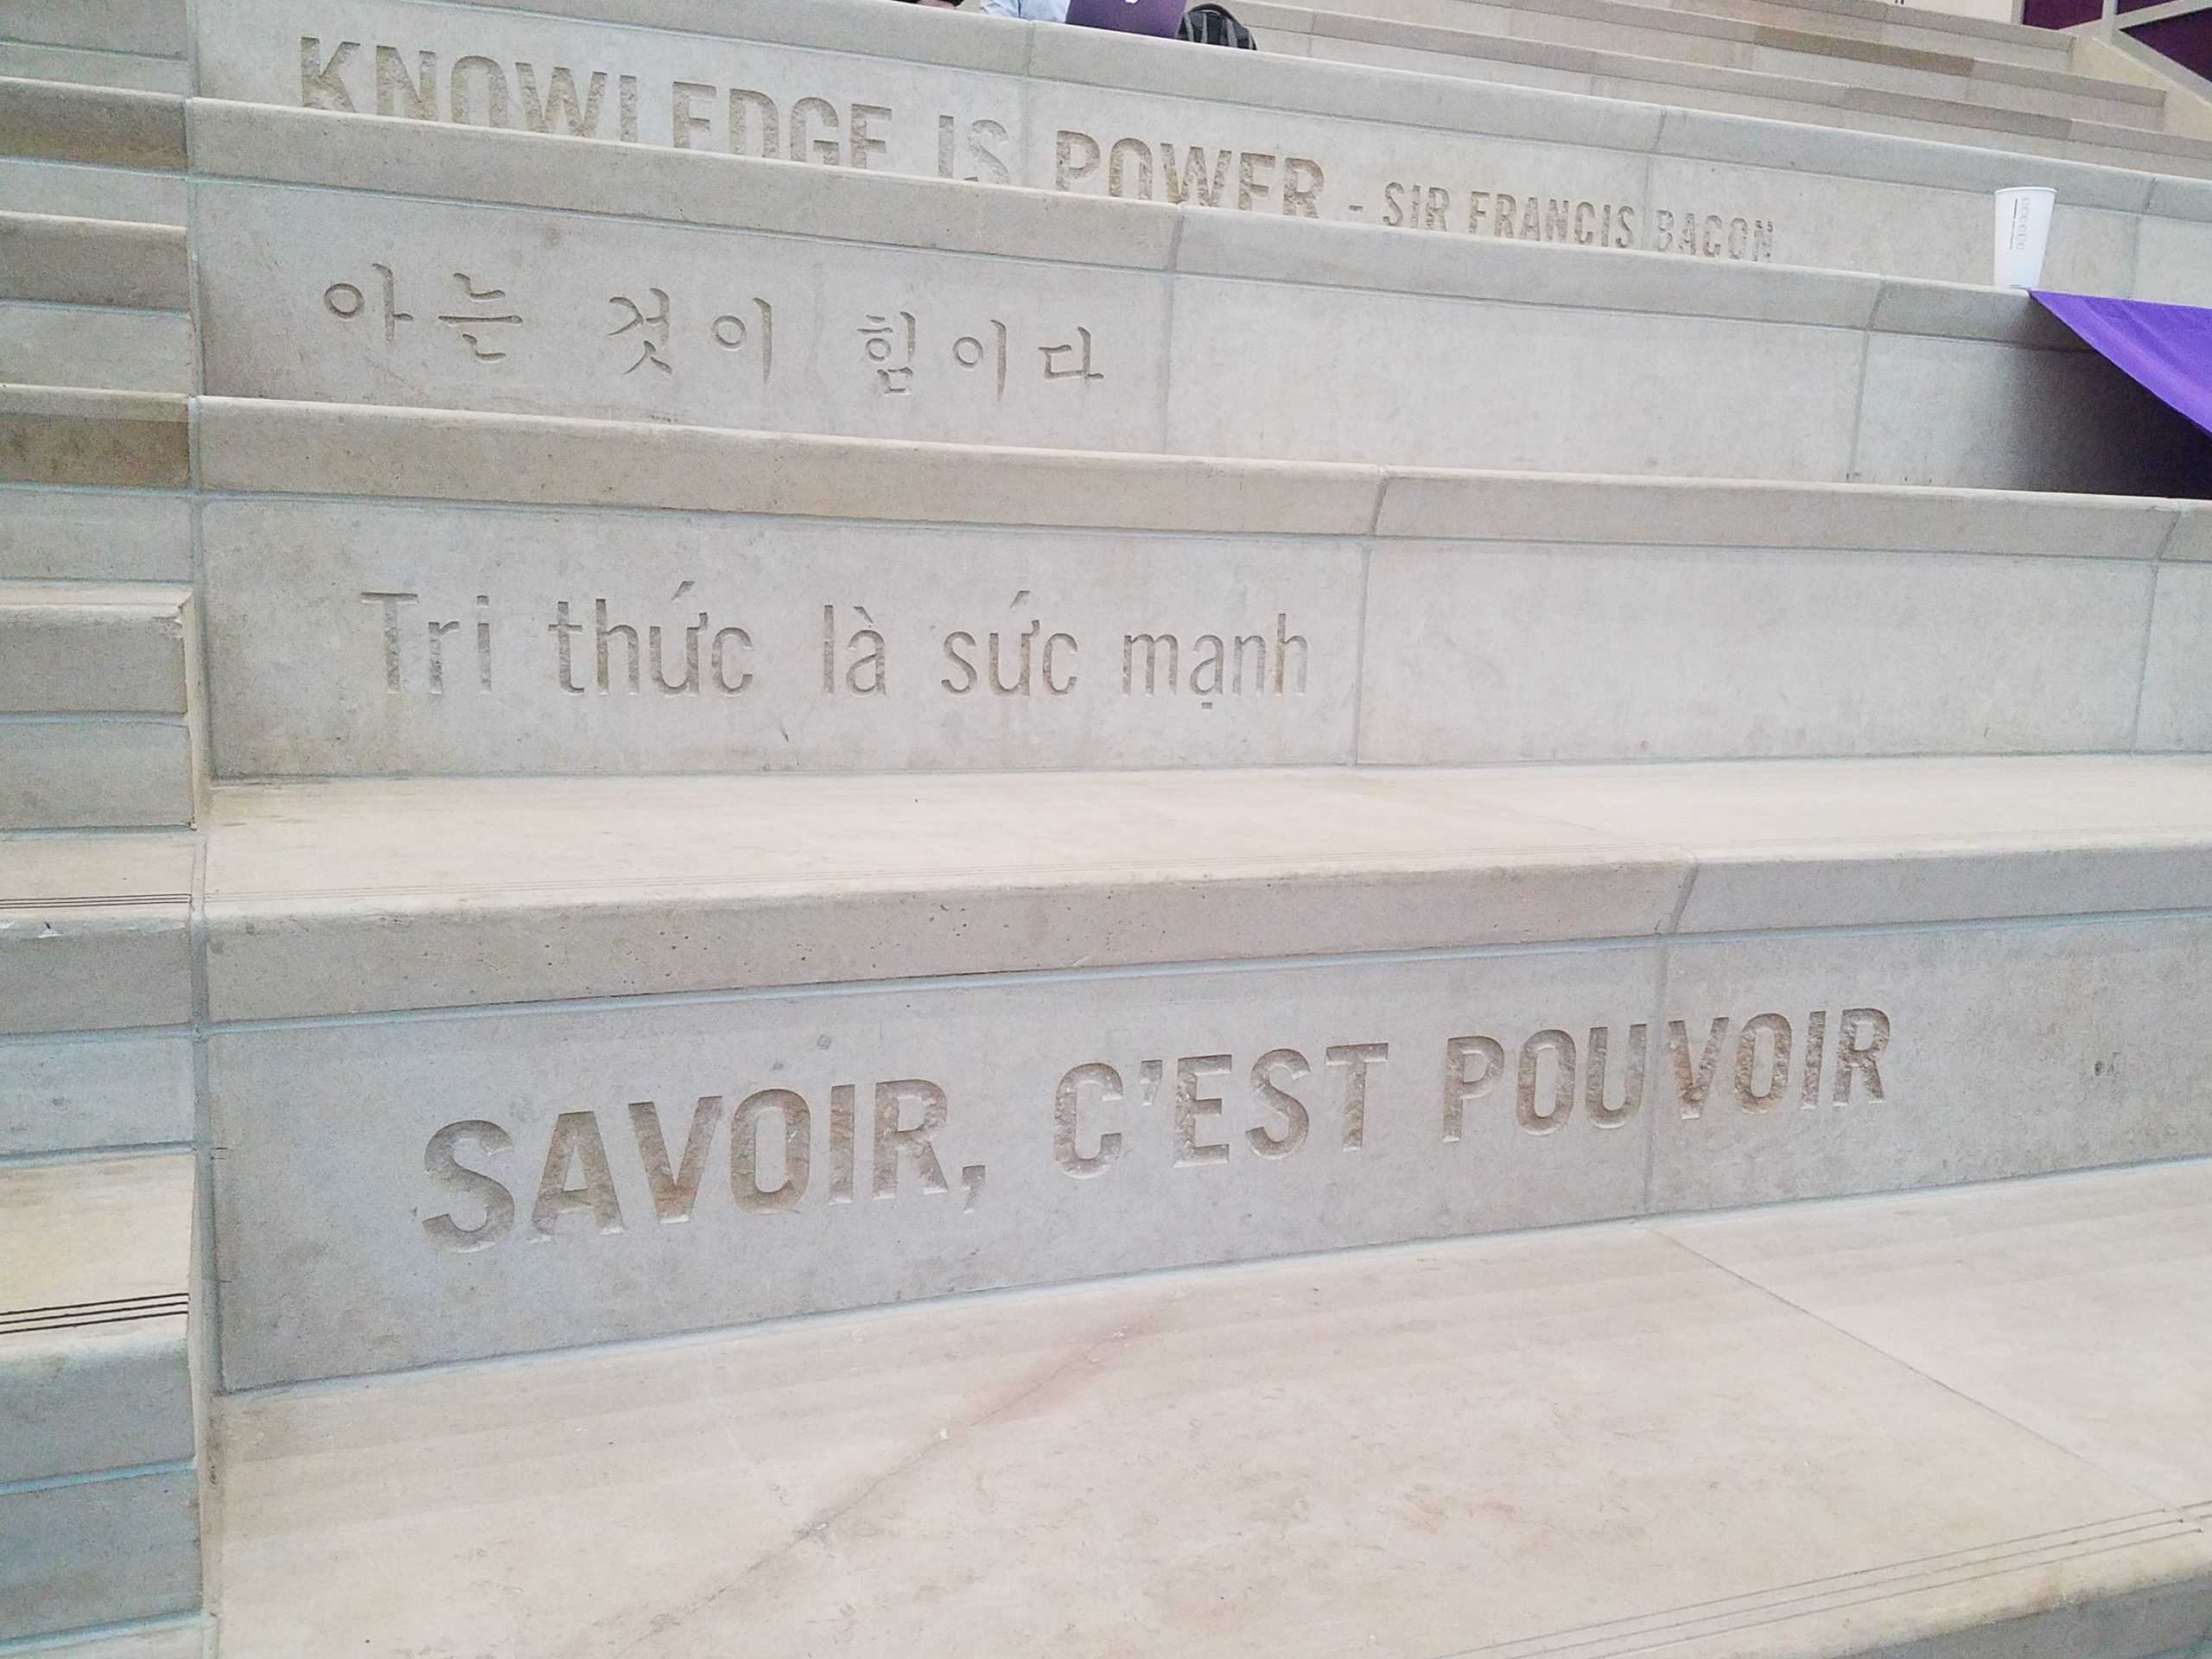 KNOWLEDGE IS POWER - SIR FRANCIS BACON
아는 것이 힘이다
Tri thức là sức mạnh
SAVOIR, C'EST POUVOIR